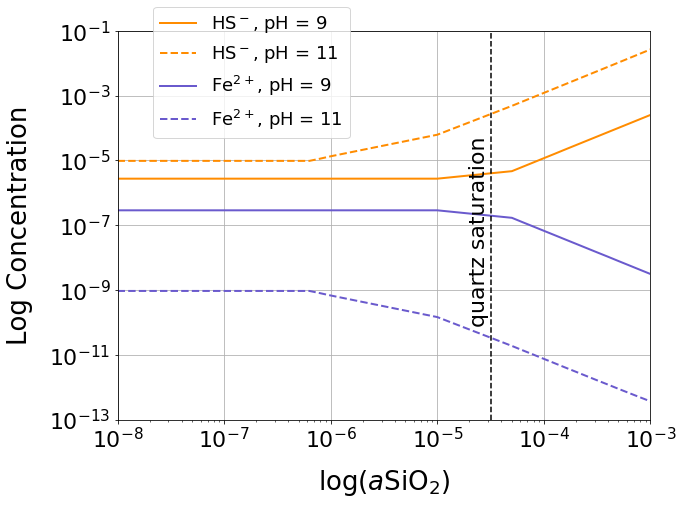 HS⁻, pH = 9
HS⁻, pH = 11
Fe²⁺, pH = 9
Fe²⁺, pH = 11
10⁻¹
10⁻³
10⁻⁵
10⁻⁷
10⁻⁹
10⁻¹¹
10⁻¹³
Log Concentration
quartz saturation
10⁻⁸ 10⁻⁷ 10⁻⁶ 10⁻⁵ 10⁻⁴ 10⁻³
log(aSiO₂)